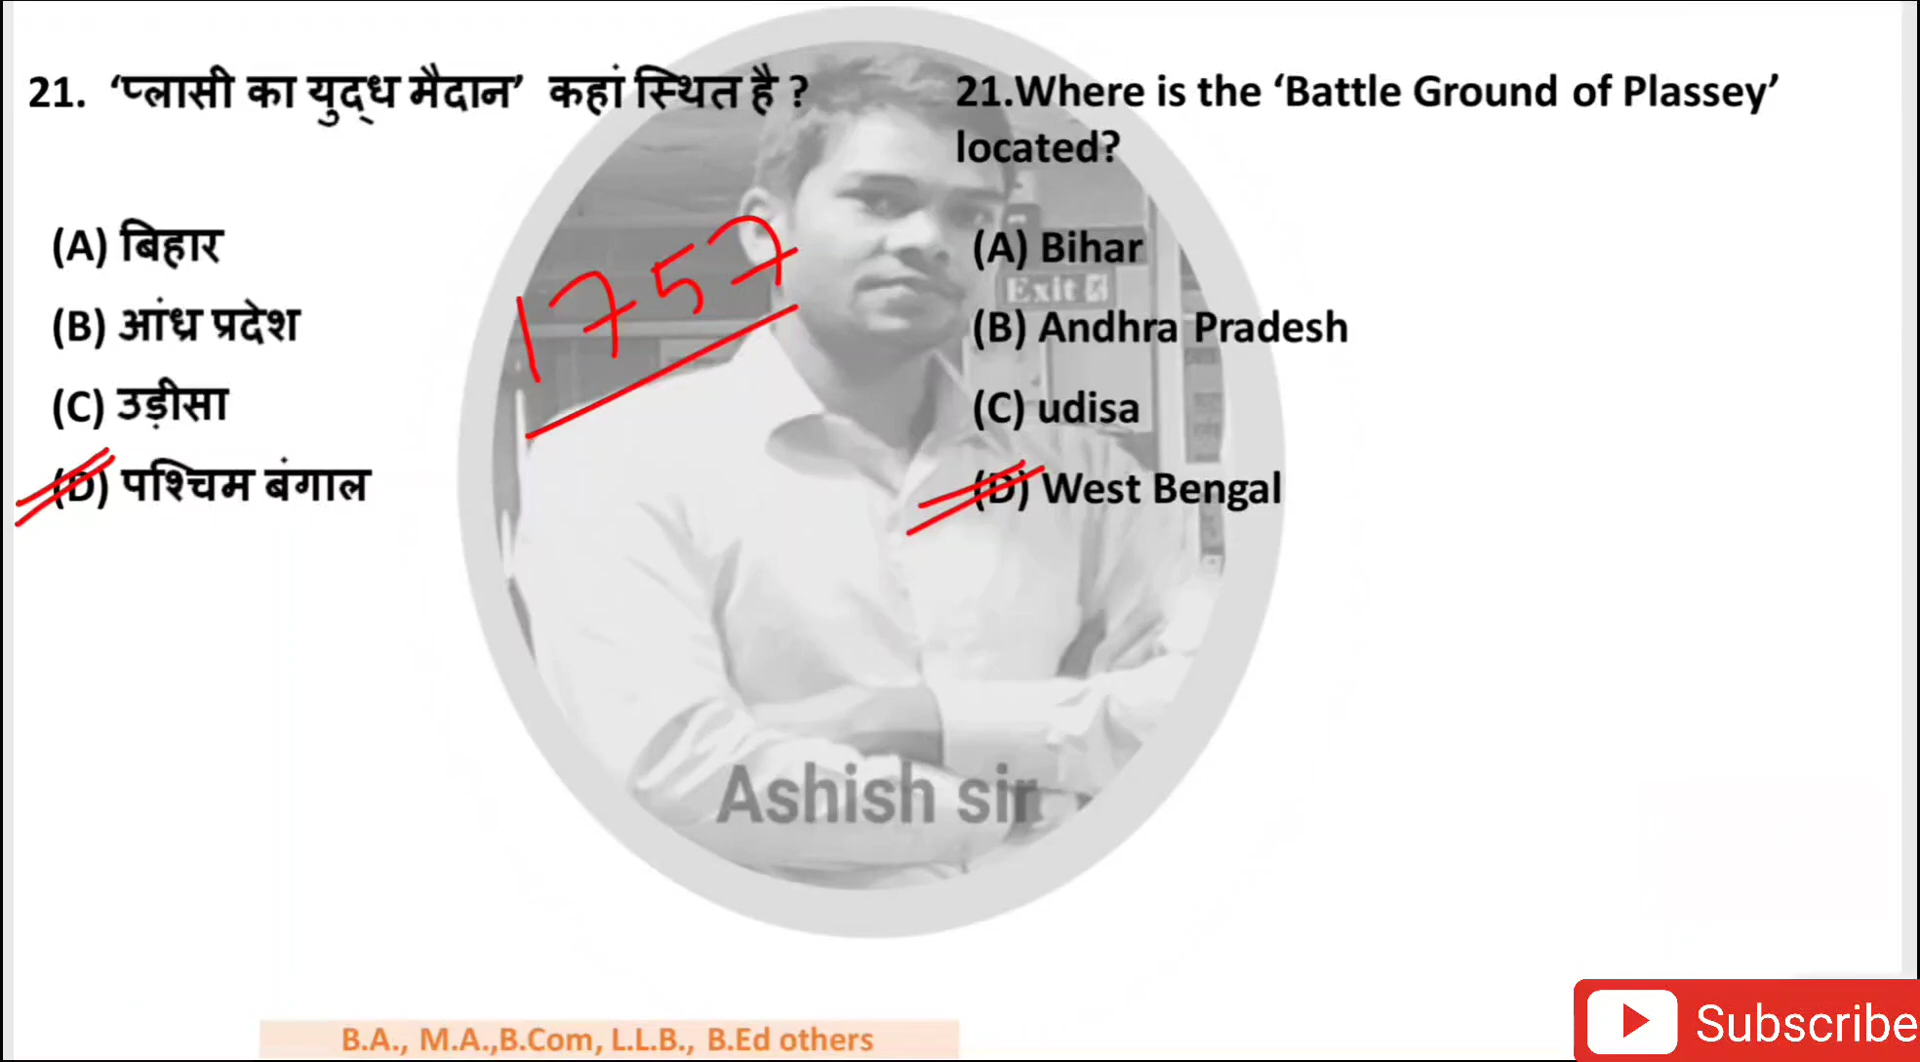 21. ‘प्लासी का युद्ध मैदान’ कहां स्थित है ?
(A) बिहार
(B) आंध्र प्रदेश
(C) उड़ीसा
(D) पश्चिम बंगाल
1757
21.Where is the ‘Battle Ground of Plassey’
located?
(A) Bihar
Exit
(B) Andhra Pradesh
(C) udisa
(D) West Bengal
Ashish sir
B.A., M.A.,B.Com, L.L.B., B.Ed others
Subscribe